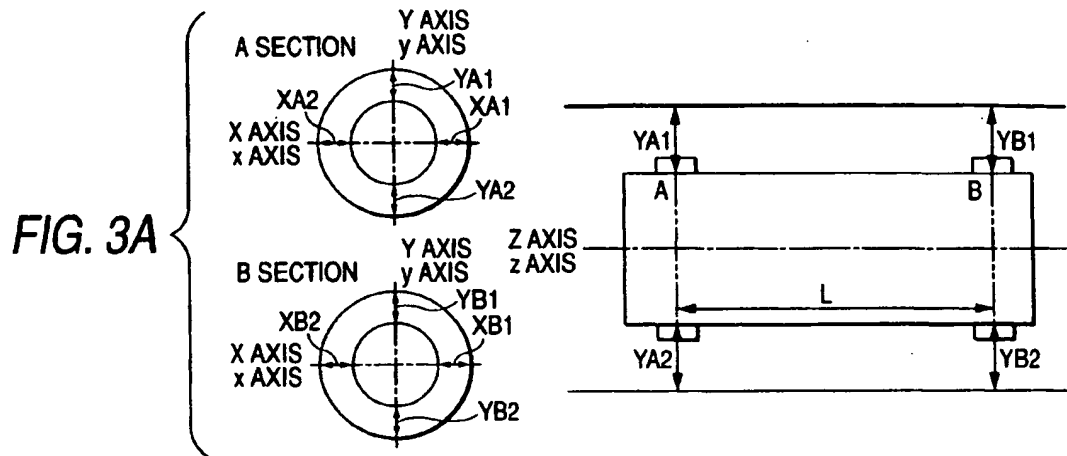 FIG. 3A
A SECTION
Y AXIS
y AXIS
YA1
XA2
XA1
X AXIS
x AXIS
YA2
B SECTION
Y AXIS
y AXIS
YB1
XB2
XB1
X AXIS
x AXIS
YB2
YA1
YB1
A
B
Z AXIS
z AXIS
L
YA2
YB2